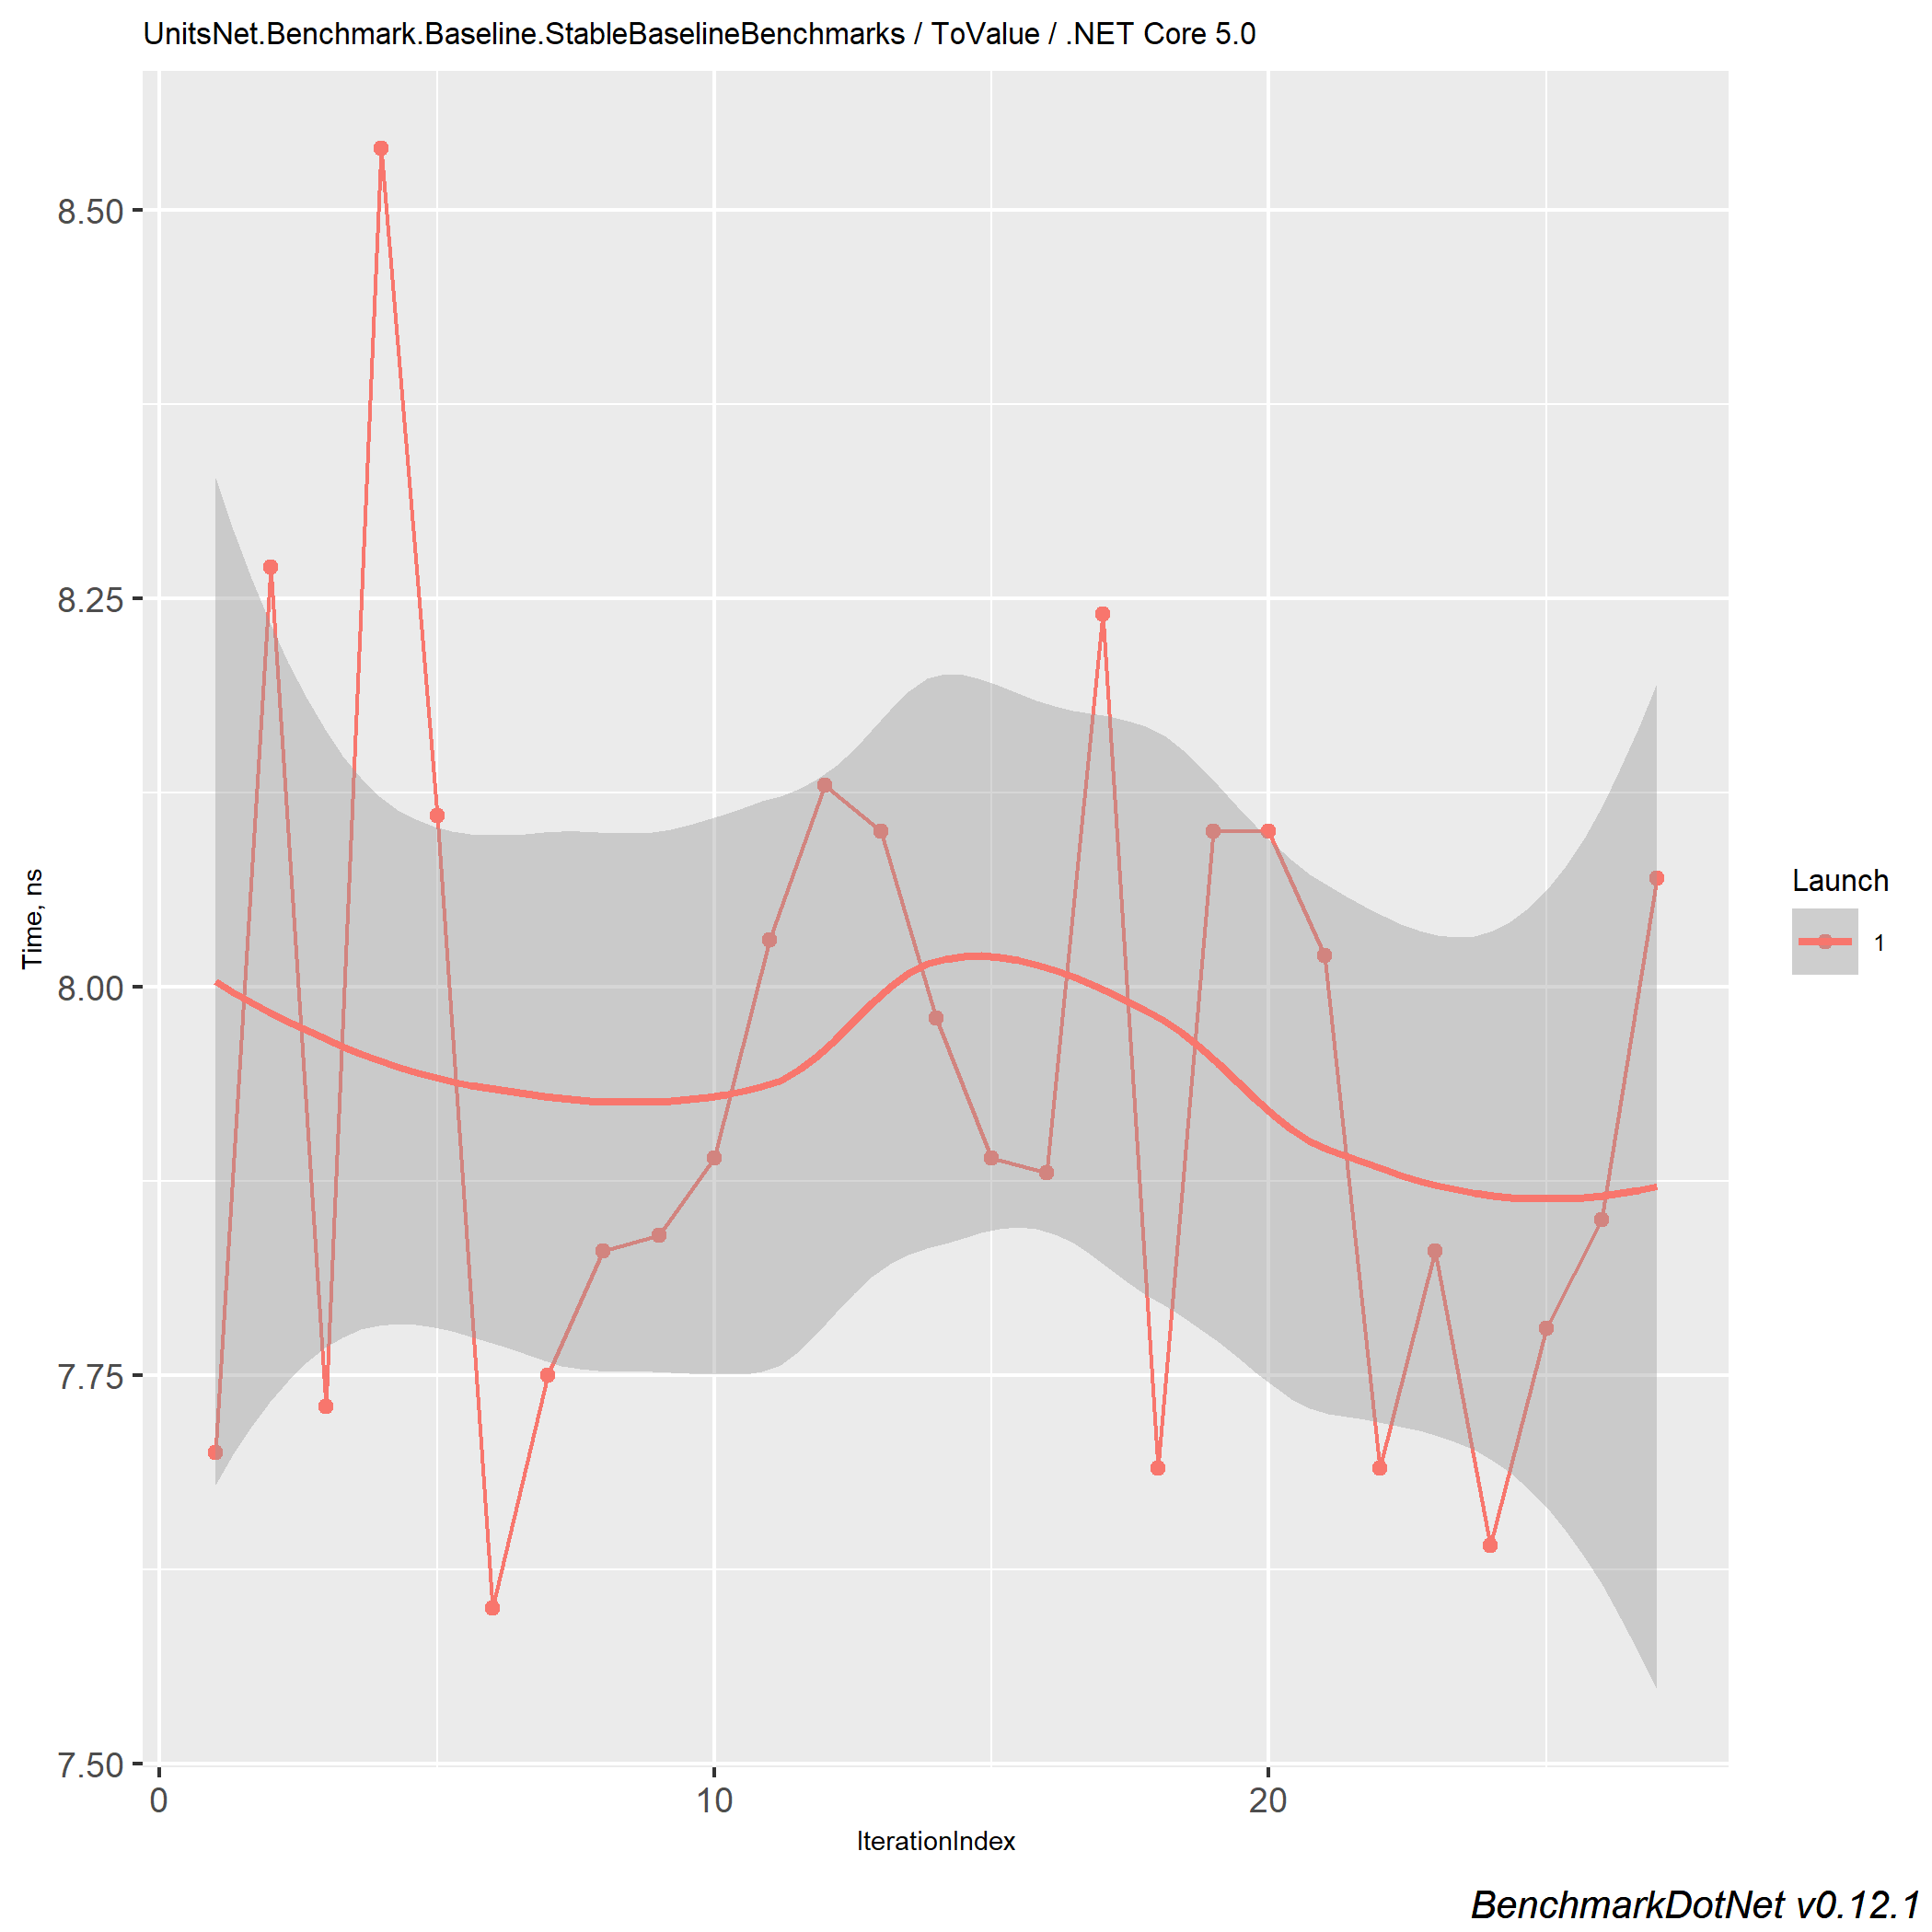 UnitsNet.Benchmark.Baseline.StableBaselineBenchmarks / ToValue / .NET Core 5.0
8.50
8.25
8.00
7.75
7.50
Time, ns
0 10 20
IterationIndex
Launch
1
BenchmarkDotNet v0.12.1